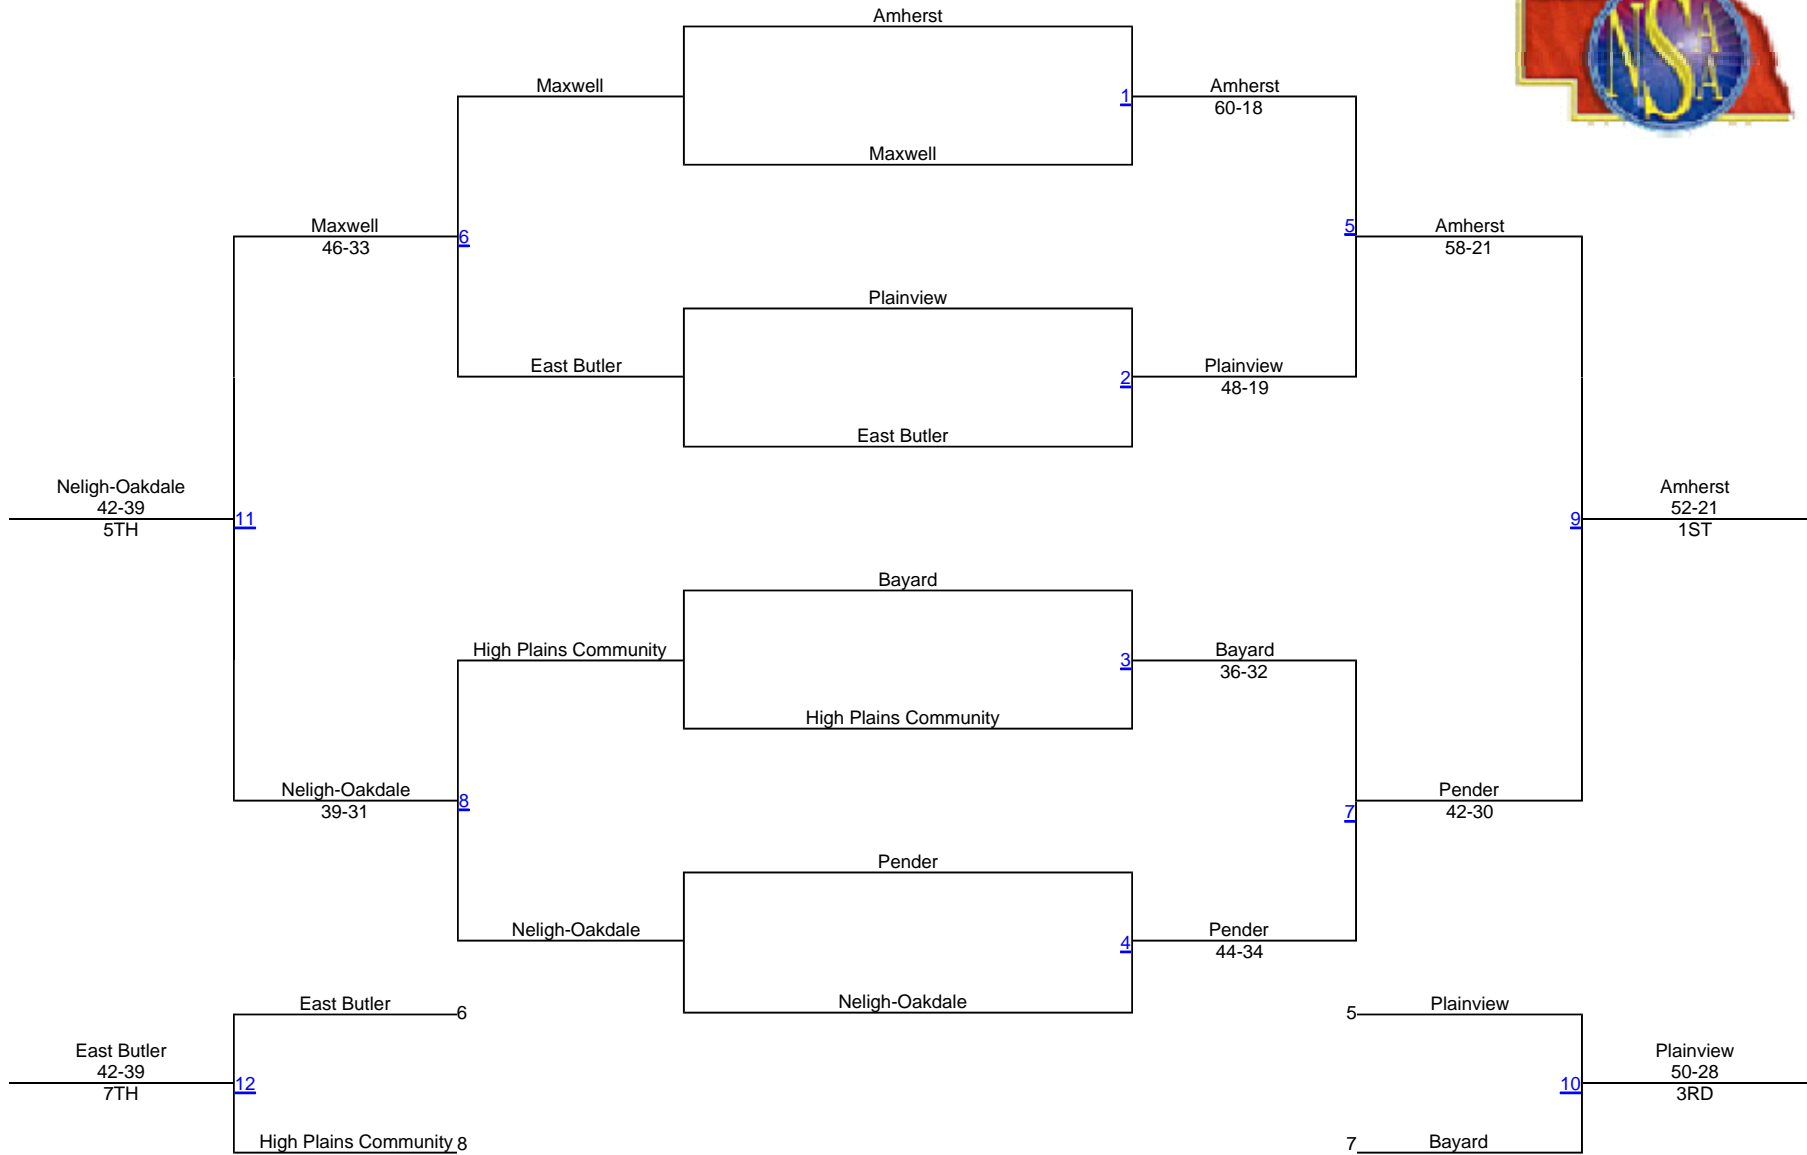 Amherst
NSAA
Maxwell
1
Amherst
60-18
Maxwell
Maxwell
46-33
6
5
Amherst
58-21
Plainview
East Butler
2
Plainview
48-19
East Butler
Neligh-Oakdale
42-39
5TH
11
9
Amherst
52-21
1ST
Bayard
High Plains Community
3
Bayard
36-32
High Plains Community
Neligh-Oakdale
39-31
8
7
Pender
42-30
Pender
Neligh-Oakdale
4
Pender
44-34
Neligh-Oakdale
East Butler
6
5
Plainview
East Butler
42-39
7TH
12
10
Plainview
50-28
3RD
High Plains Community
8
7
Bayard